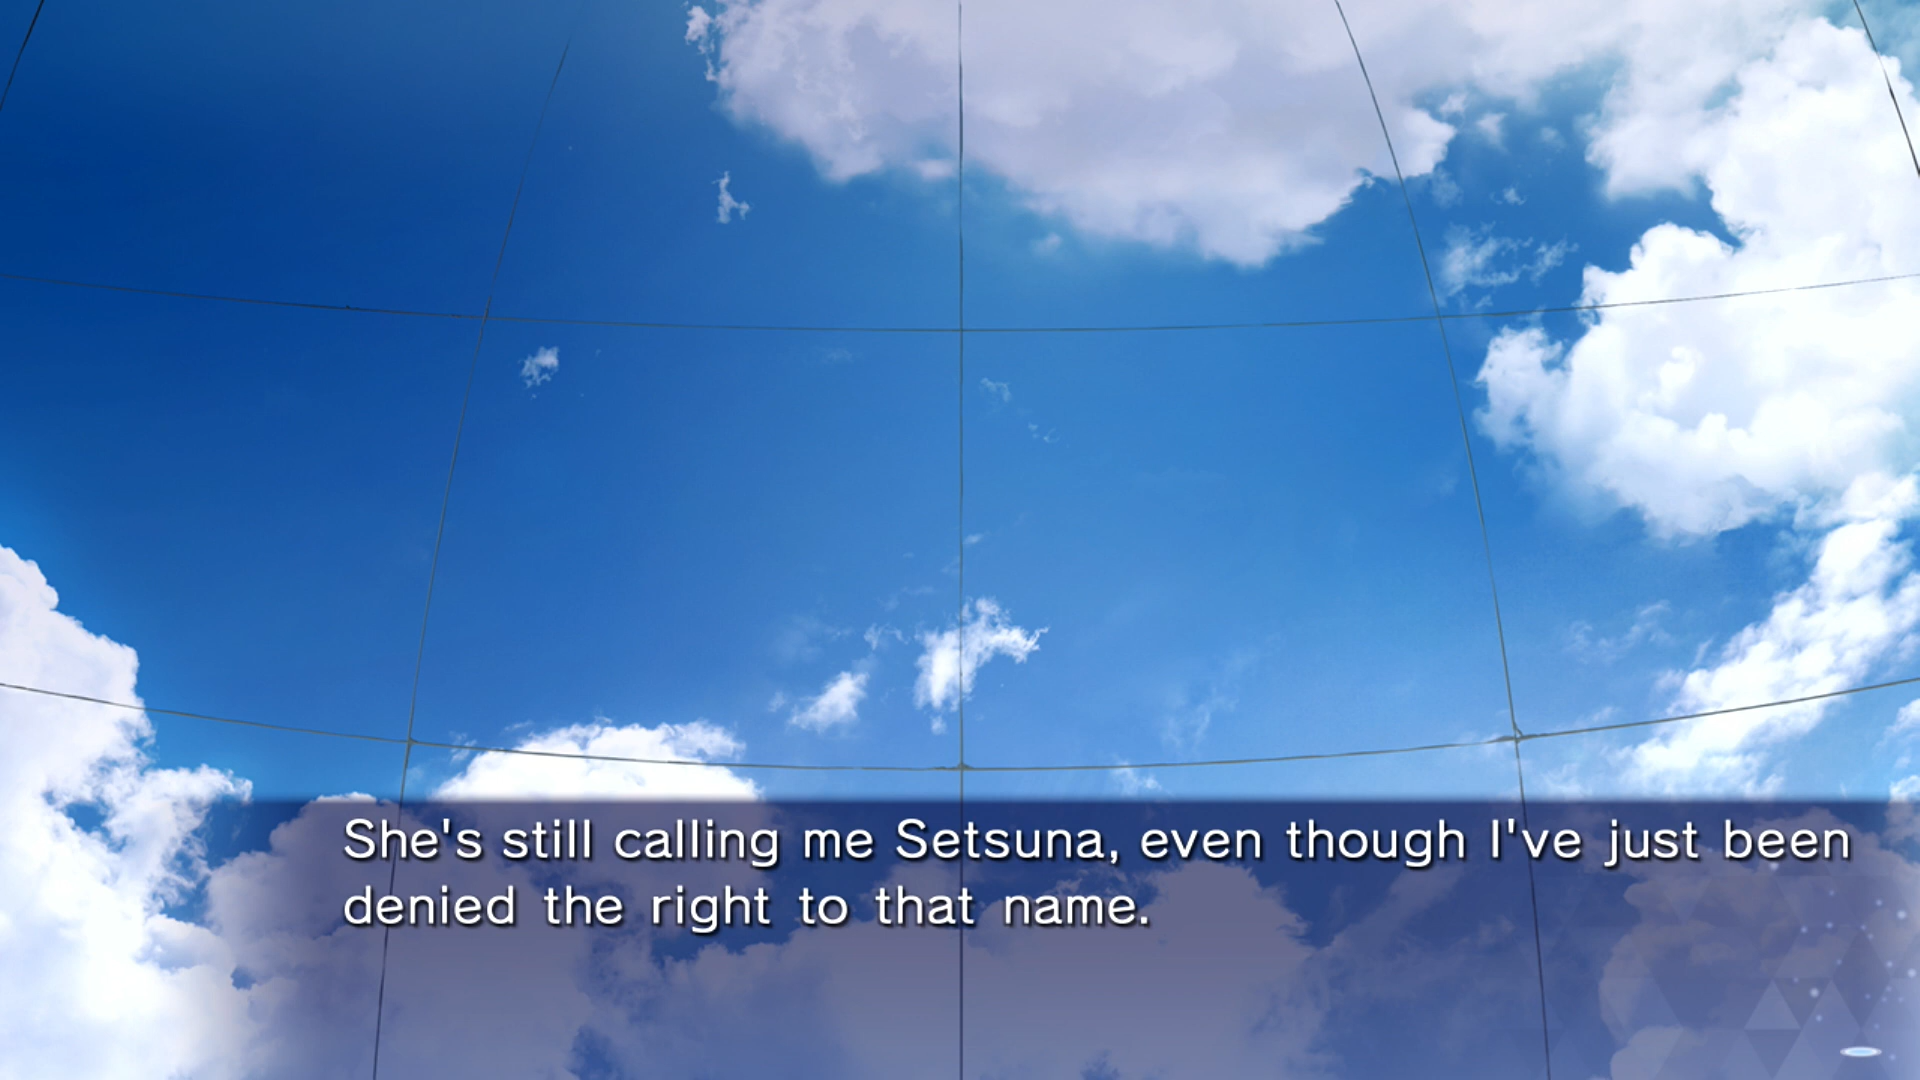 She's still calling me Setsuna, even though I've just been
denied the right to that name.